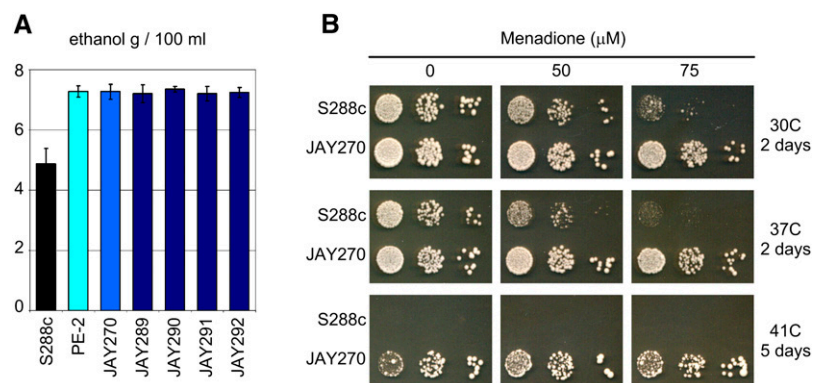 A
ethanol g / 100 ml
8
6
4
2
0
S288c
PE-2
JAY270
JAY289
JAY290
JAY291
JAY292
B
Menadione (μM)
0 50 75
S288c
JAY270
30C
2 days
S288c
JAY270
37C
2 days
S288c
JAY270
41C
5 days